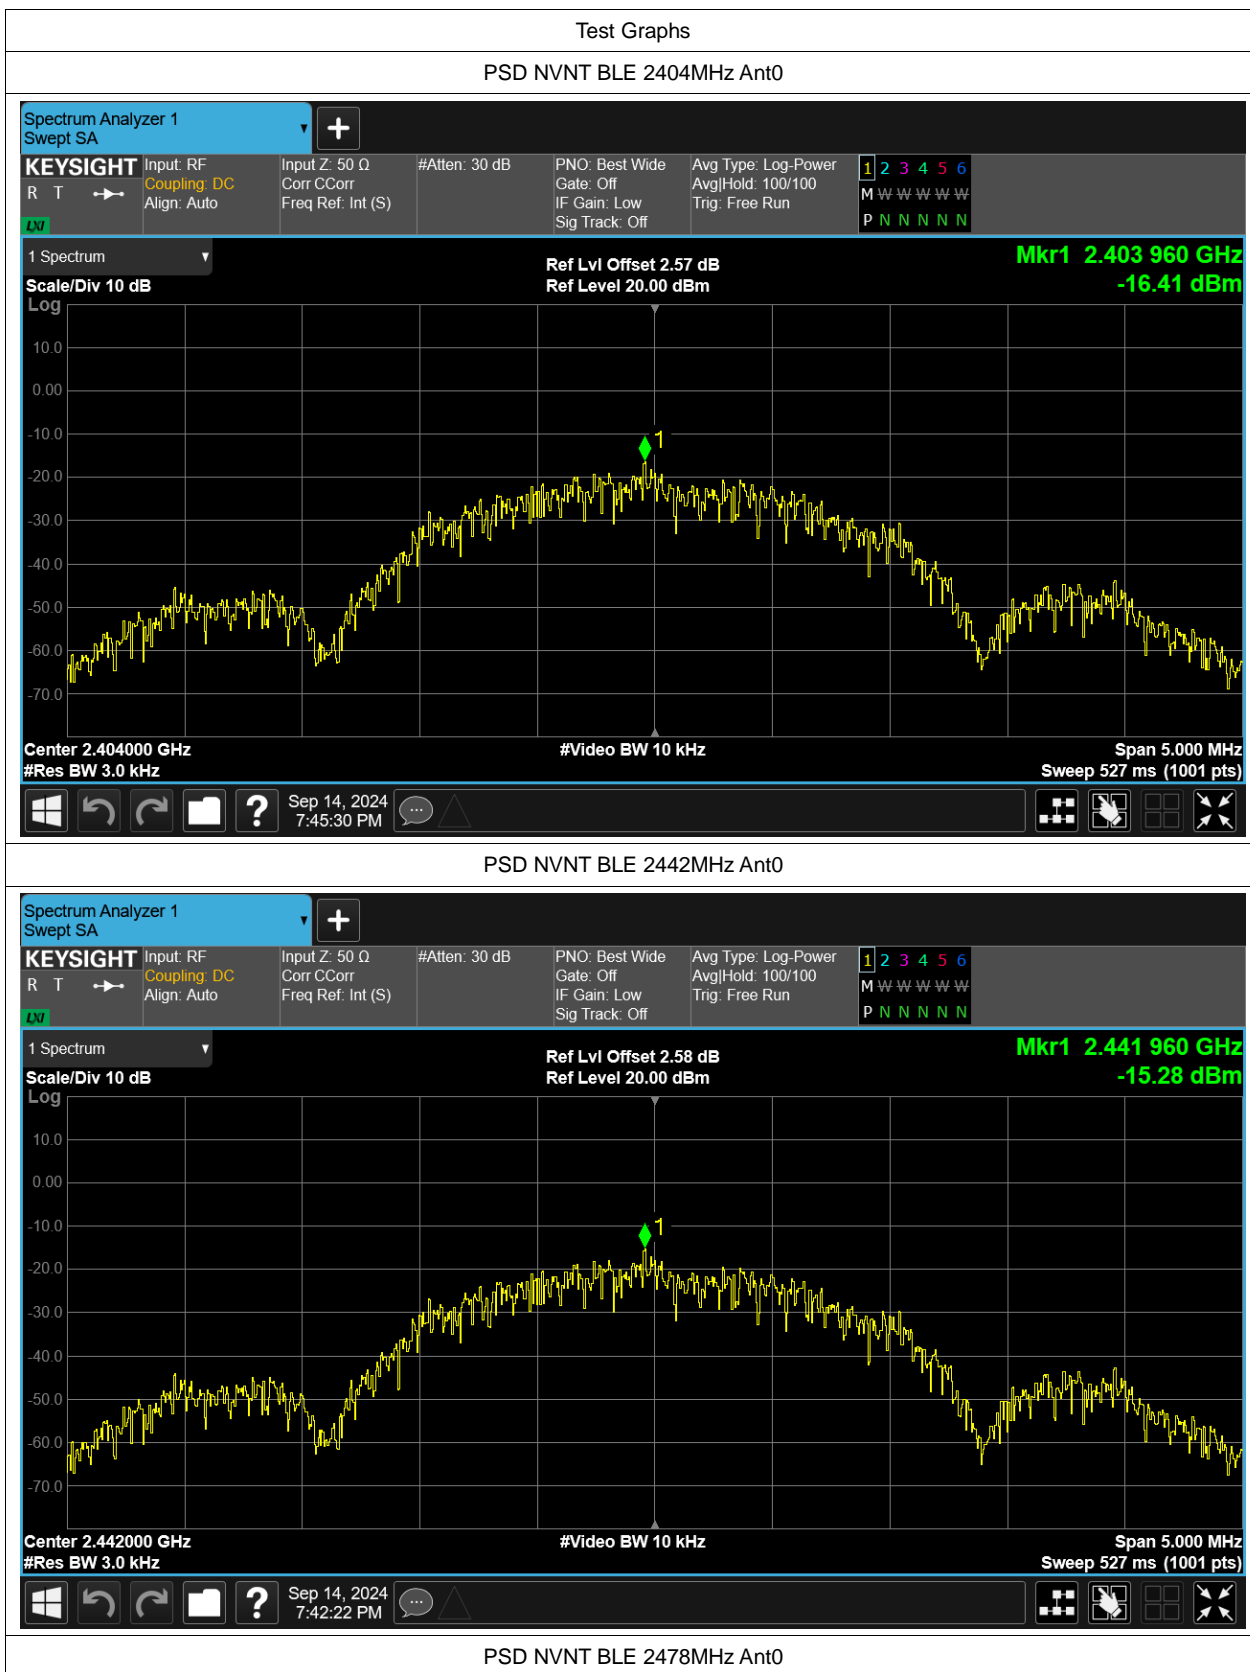 Test Graphs
PSD NVNT BLE 2404MHz Ant0
Spectrum Analyzer 1
Swept SA
KEYSIGHT
R T
LXI
Input: RF
Coupling: DC
Align: Auto
Input Z: 50 Ω
Corr CCorr
Freq Ref: Int (S)
#Atten: 30 dB
PNO: Best Wide
Gate: Off
IF Gain: Low
Sig Track: Off
Avg Type: Log-Power
Avg|Hold: 100/100
Trig: Free Run
1 2 3 4 5 6
M W W W W W
P N N N N N
1 Spectrum
Scale/Div 10 dB
Log
Ref Lvl Offset 2.57 dB
Ref Level 20.00 dBm
Mkr1 2.403 960 GHz
-16.41 dBm
10.0
0.00
-10.0
-20.0
-30.0
-40.0
-50.0
-60.0
-70.0
1
Center 2.404000 GHz
#Res BW 3.0 kHz
#Video BW 10 kHz
Span 5.000 MHz
Sweep 527 ms (1001 pts)
?
Sep 14, 2024
7:45:30 PM
PSD NVNT BLE 2442MHz Ant0
Spectrum Analyzer 1
Swept SA
KEYSIGHT
R T
LXI
Input: RF
Coupling: DC
Align: Auto
Input Z: 50 Ω
Corr CCorr
Freq Ref: Int (S)
#Atten: 30 dB
PNO: Best Wide
Gate: Off
IF Gain: Low
Sig Track: Off
Avg Type: Log-Power
Avg|Hold: 100/100
Trig: Free Run
1 2 3 4 5 6
M W W W W W
P N N N N N
1 Spectrum
Scale/Div 10 dB
Log
Ref Lvl Offset 2.58 dB
Ref Level 20.00 dBm
Mkr1 2.441 960 GHz
-15.28 dBm
10.0
0.00
-10.0
-20.0
-30.0
-40.0
-50.0
-60.0
-70.0
1
Center 2.442000 GHz
#Res BW 3.0 kHz
#Video BW 10 kHz
Span 5.000 MHz
Sweep 527 ms (1001 pts)
?
Sep 14, 2024
7:42:22 PM
PSD NVNT BLE 2478MHz Ant0